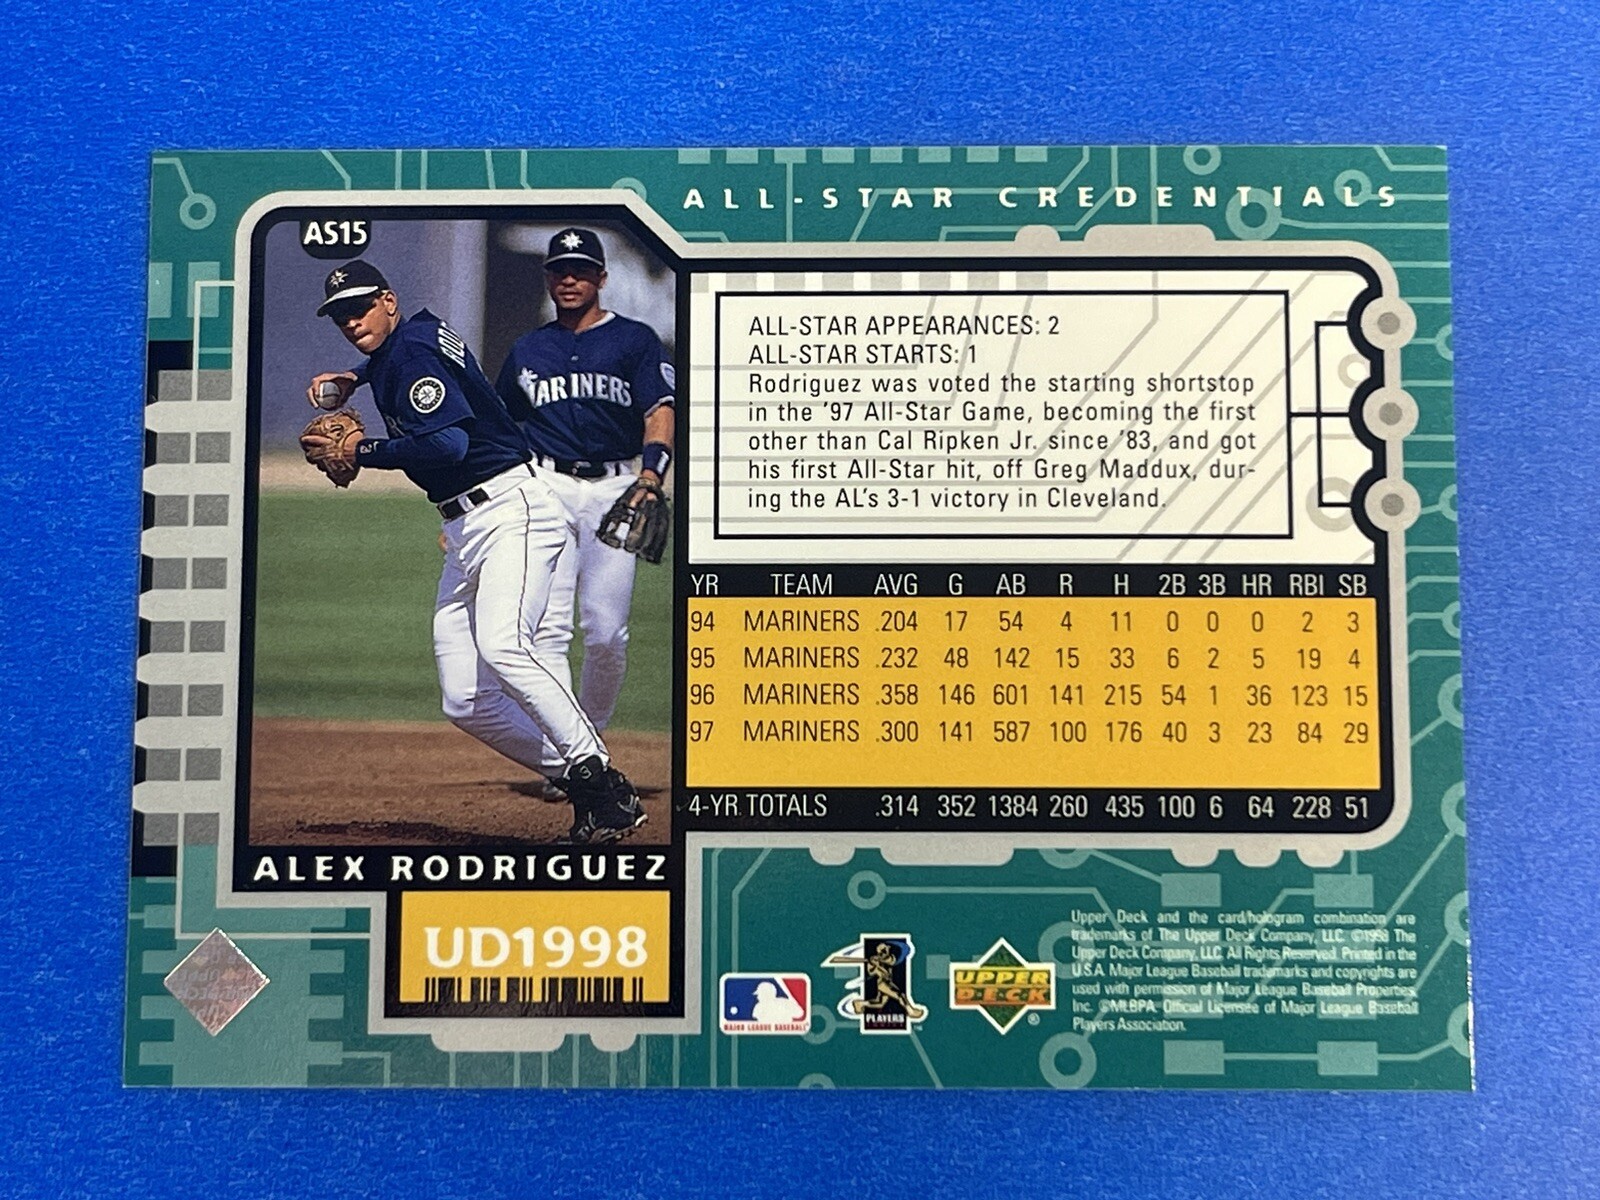 ALL-STAR CREDENTIALS
AS15
MARINERS
ALL-STAR APPEARANCES: 2
ALL-STAR STARTS: 1
Rodriguez was voted the starting shortstop
in the '97 All-Star Game, becoming the first
other than Cal Ripken Jr. since '83, and got
his first All-Star hit, off Greg Maddux, dur-
ing the AL's 3-1 victory in Cleveland.
YR TEAM AVG G AB R H 2B 3B HR RBI SB
94 MARINERS .204 17 54 4 11 0 0 0 2 3
95 MARINERS .232 48 142 15 33 6 2 5 19 4
96 MARINERS .358 146 601 141 215 54 1 36 123 15
97 MARINERS .300 141 587 100 176 40 3 23 84 29
4-YR. TOTALS .314 352 1384 260 435 100 6 64 228 51
ALEX RODRIGUEZ
UD1998
MAJOR LEAGUE BASEBALL
PLAYERS
UPPER
DECK
Upper Deck and the card/hologram combination are
trademarks of The Upper Deck Company, LLC. ©1998 The
Upper Deck Company, LLC. All Rights Reserved. Printed in the
U.S.A. Major League Baseball trademarks and copyrights are
used with permission of Major League Baseball Properties,
Inc. ©MLBPA. Official Licensee of Major League Baseball
Players Association.